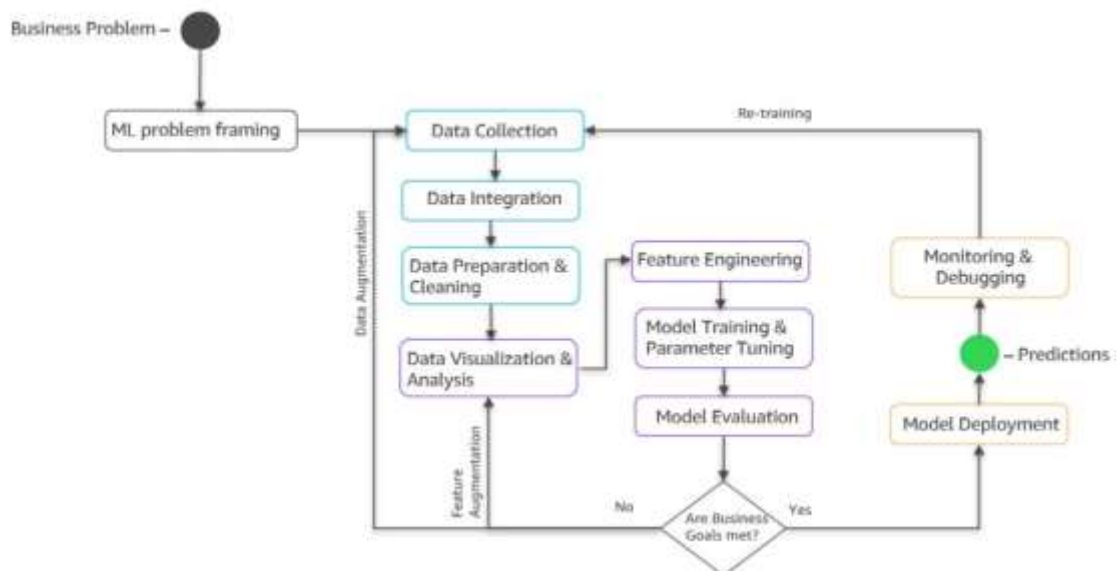 Business Problem –
ML problem framing
Data Collection
Re-training
Data Integration
Data Augmentation
Data Preparation &
Cleaning
Feature Engineering
Monitoring &
Debugging
Model Training &
Parameter Tuning
Data Visualization &
Analysis
– Predictions
Model Evaluation
Model Deployment
Feature
Augmentation
No
Are Business
Goals met?
Yes